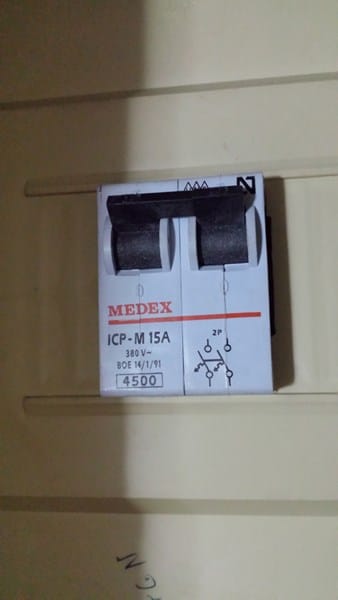 N
MEDEX
ICP-M 15A
380 V~
BOE 14/1/91
4500
2P